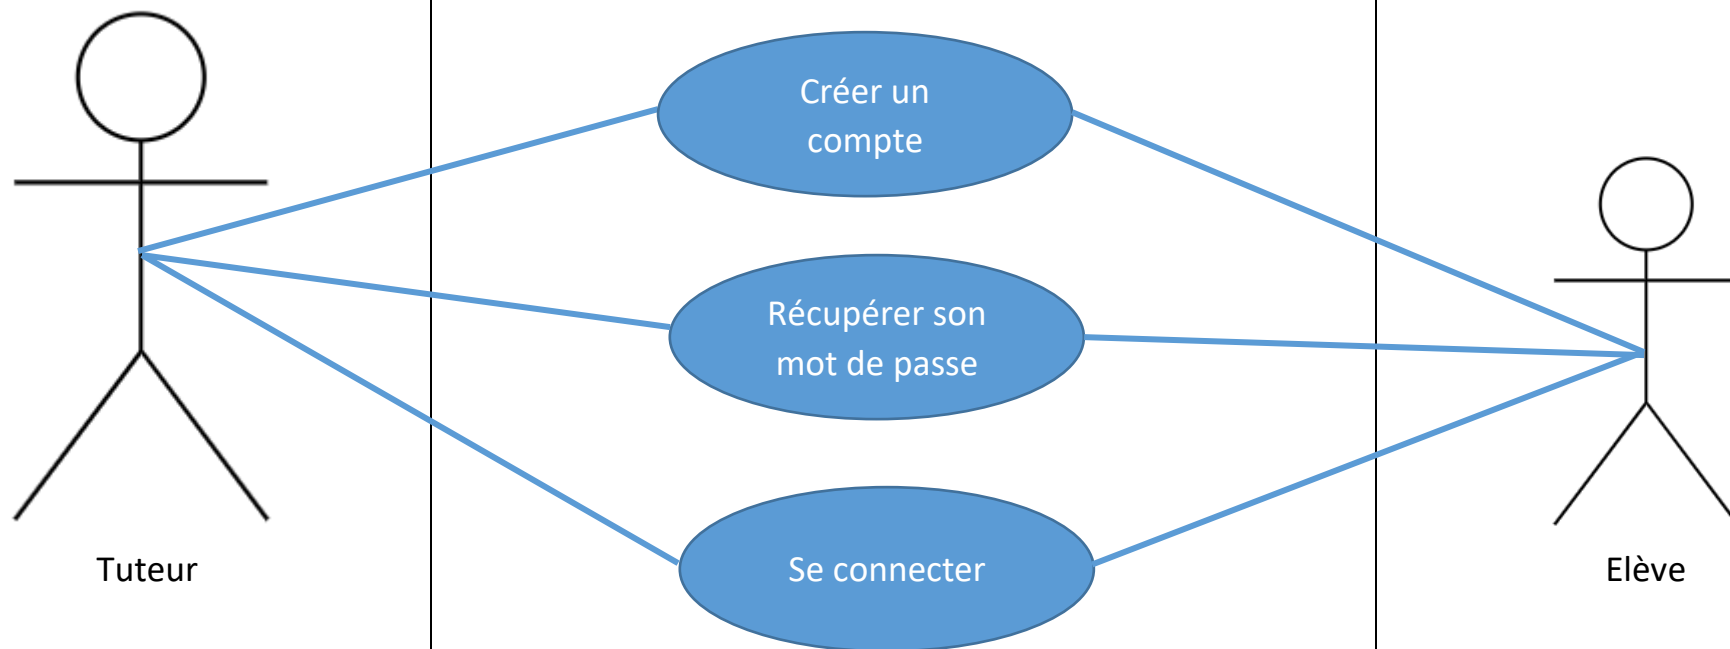 Créer un
compte
Récupérer son
mot de passe
Se connecter
Tuteur
Elève